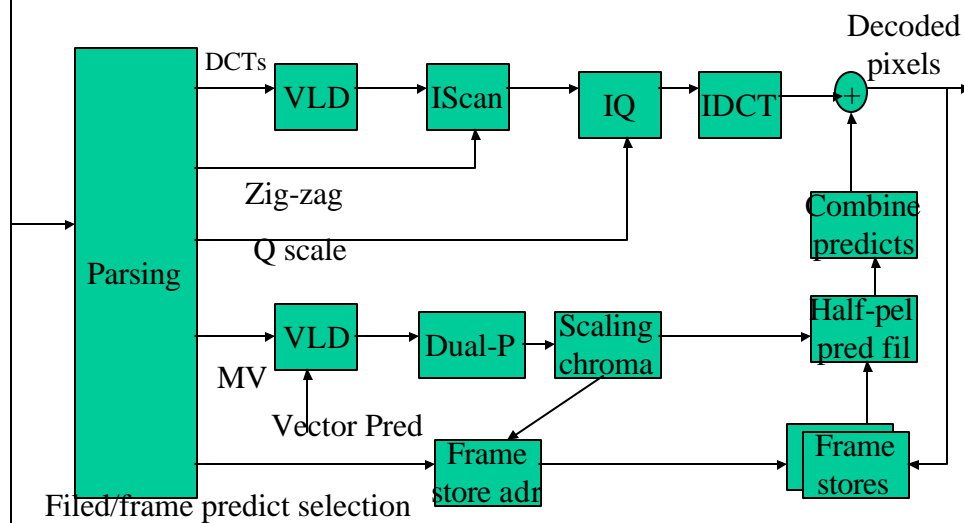 Decoded
pixels
DCTs
VLD
IScan
IQ
IDCT
+
Zig-zag
Q scale
Combine
predicts
Parsing
VLD
Dual-P
Scaling
chroma
Half-pel
pred fil
MV
Vector Pred
Frame
store adr
Frame
stores
Filed/frame predict selection